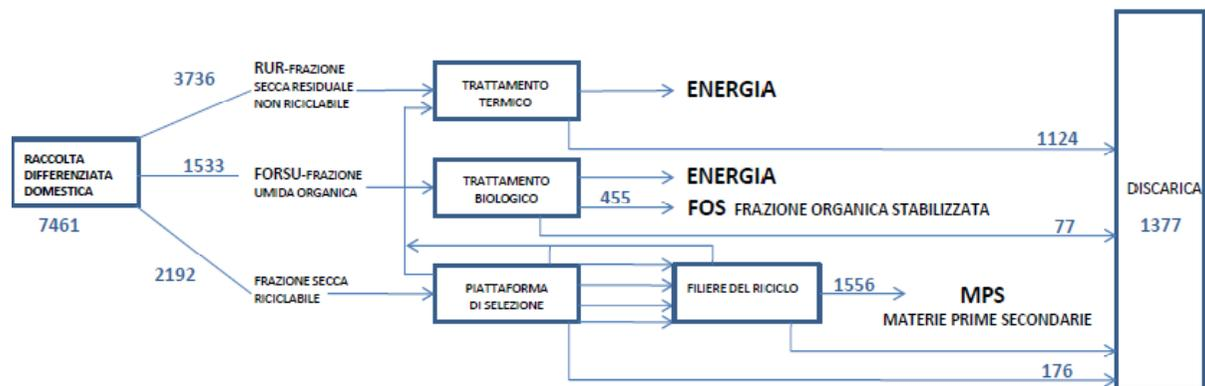 3736
RUR-FRAZIONE
SECCA RESIDUALE
NON RICICLABILE
TRATTAMENTO
TERMICO
ENERGIA
1124
RACCOLTA
DIFFERENZIATA
DOMESTICA
7461
1533
FORSU-FRAZIONE
UMIDA ORGANICA
TRATTAMENTO
BIOLOGICO
ENERGIA
455
FOS FRAZIONE ORGANICA STABILIZZATA
77
DISCARICA
1377
2192
FRAZIONE SECCA
RICICLABILE
PIATTAFORMA
DI SELEZIONE
FILIERE DEL RICICLO
1556
MPS
MATERIE PRIME SECONDARIE
176